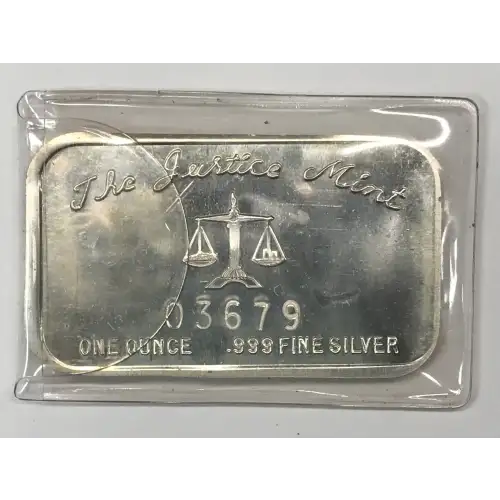 The Justice Mint
03679
ONE OUNCE .999 FINE SILVER